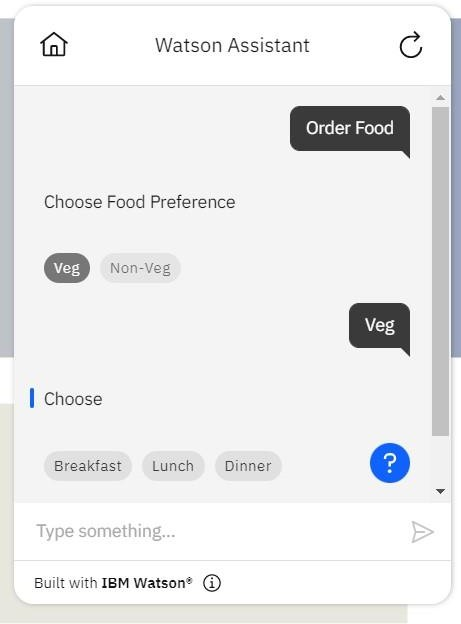 Watson Assistant
Order Food
Choose Food Preference
Veg Non-Veg
Veg
Choose
Breakfast Lunch Dinner
?
Type something...
Built with IBM Watson®